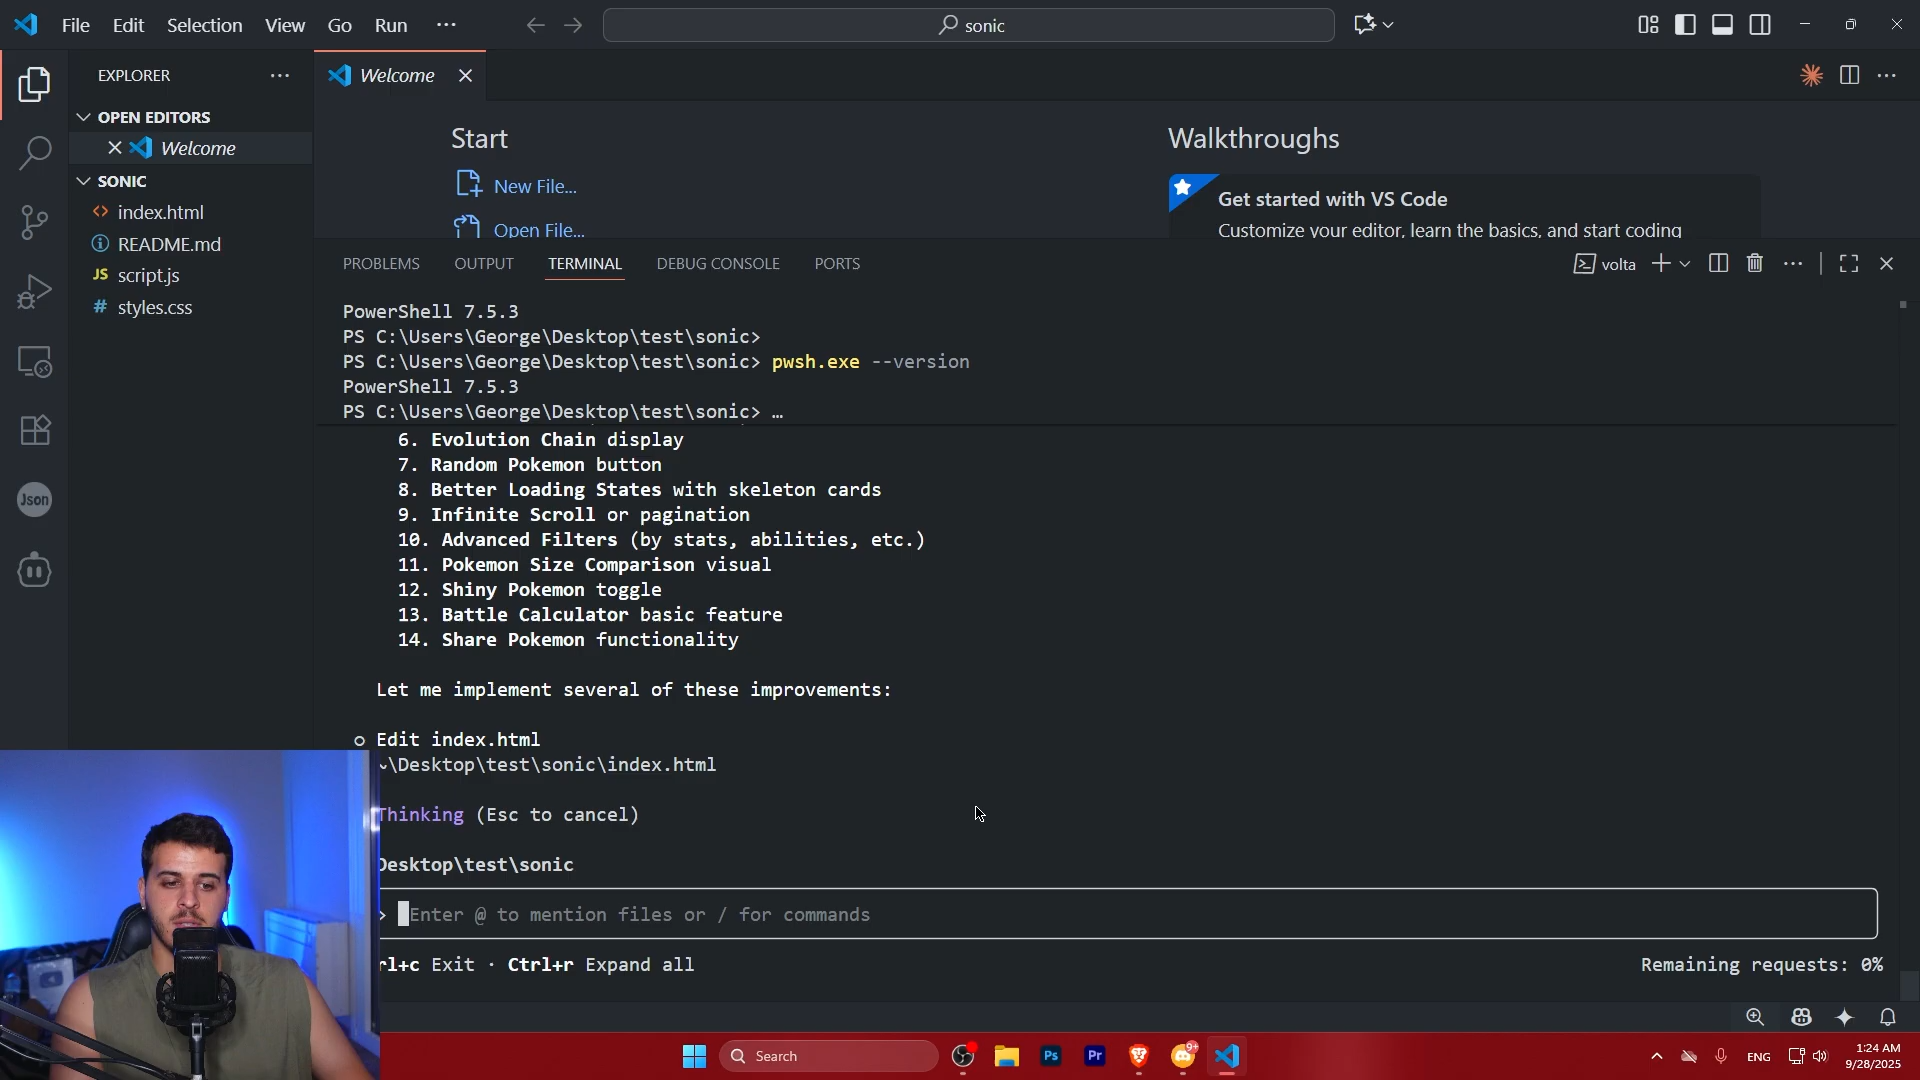 File Edit Selection View Go Run ···
sonic
EXPLORER
Welcome
OPEN EDITORS
Welcome
SONIC
index.html
README.md
JS script.js
# styles.css
Json
Start
New File...
Open File...
Walkthroughs
Get started with VS Code
Customize your editor, learn the basics, and start coding
PROBLEMS OUTPUT TERMINAL DEBUG CONSOLE PORTS
volta
PowerShell 7.5.3
PS C:\Users\George\Desktop\test\sonic>
PS C:\Users\George\Desktop\test\sonic> pwsh.exe --version
PowerShell 7.5.3
PS C:\Users\George\Desktop\test\sonic> …
6. Evolution Chain display
7. Random Pokemon button
8. Better Loading States with skeleton cards
9. Infinite Scroll or pagination
10. Advanced Filters (by stats, abilities, etc.)
11. Pokemon Size Comparison visual
12. Shiny Pokemon toggle
13. Battle Calculator basic feature
14. Share Pokemon functionality
Let me implement several of these improvements:
○ Edit index.html
~\Desktop\test\sonic\index.html
Thinking (Esc to cancel)
Desktop\test\sonic
> Enter @ to mention files or / for commands
rl+c Exit · Ctrl+r Expand all
Remaining requests: 0%
Search
Ps
Pr
9+
ENG
1:24 AM
9/28/2025